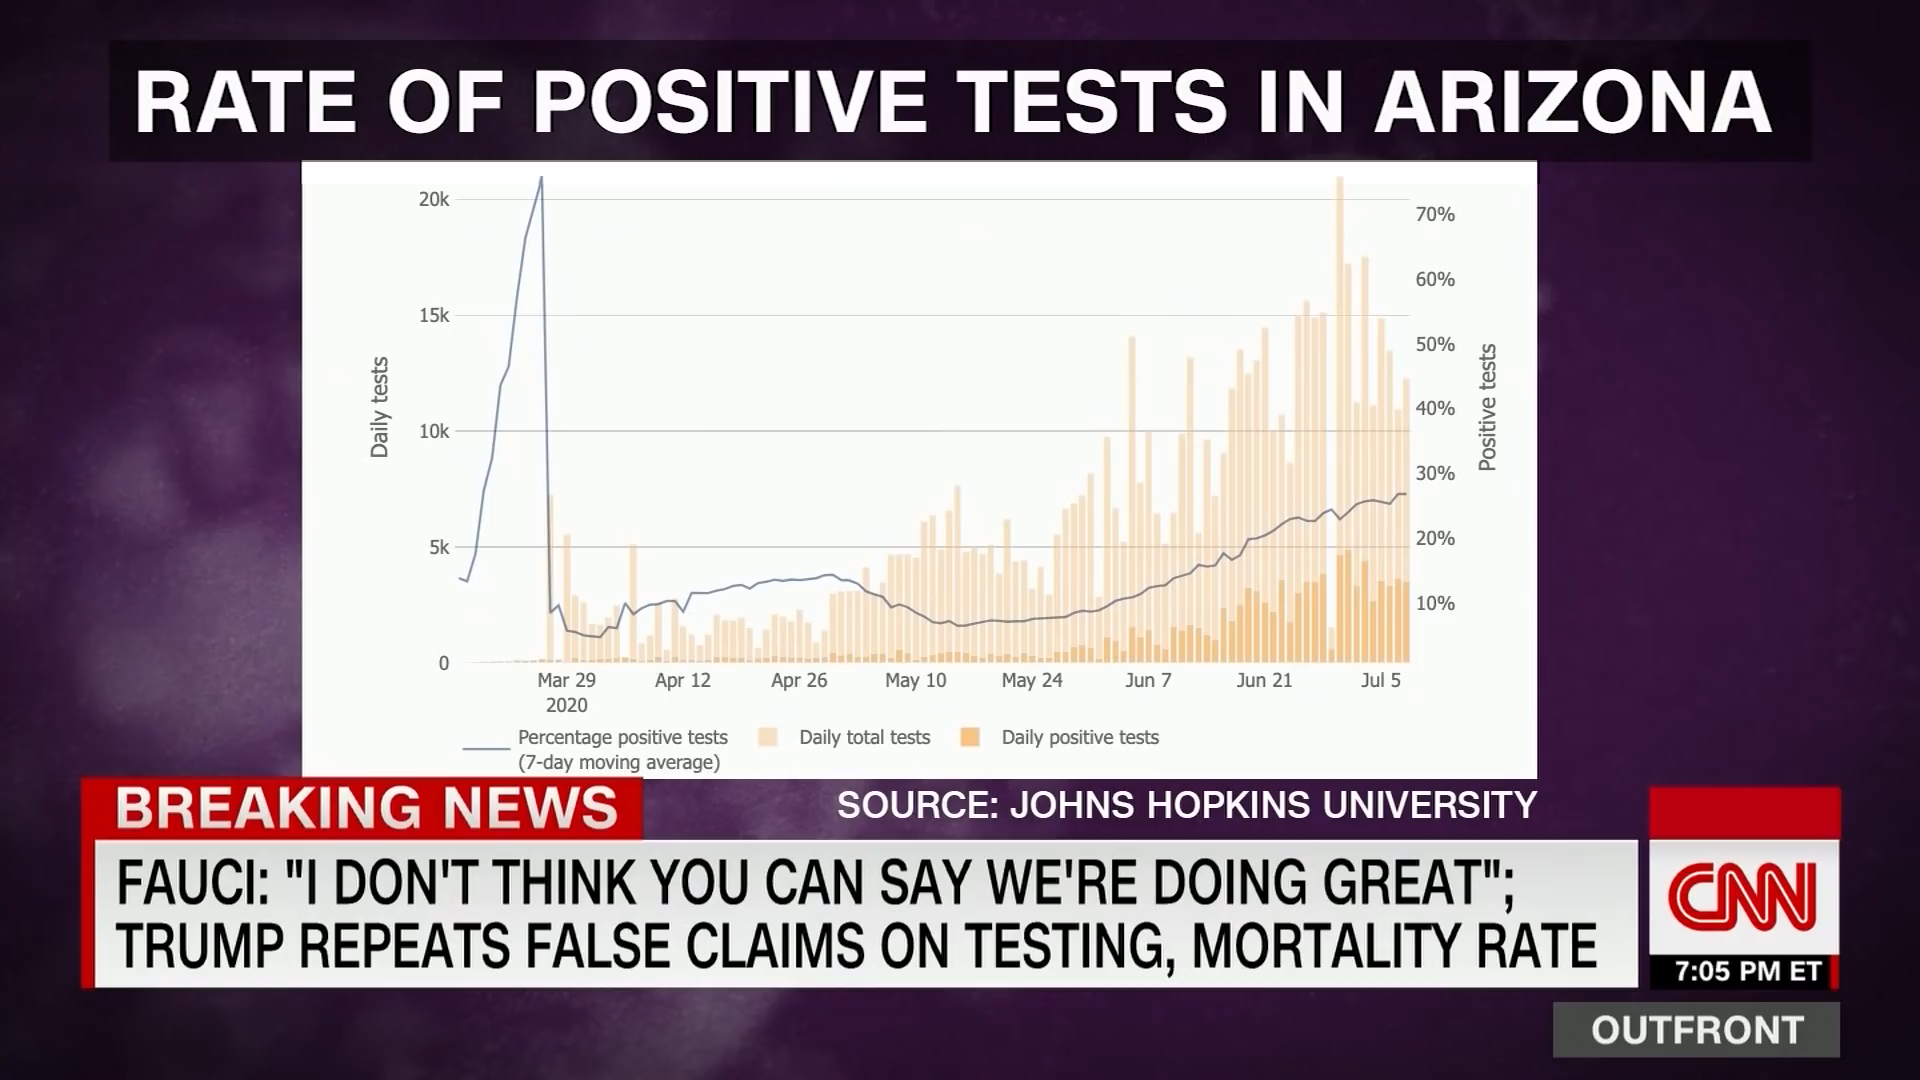 RATE OF POSITIVE TESTS IN ARIZONA
20k
15k
10k
5k
0
Daily tests
70%
60%
50%
40%
30%
20%
10%
Positive tests
Mar 29
2020
Apr 12
Apr 26
May 10
May 24
Jun 7
Jun 21
Jul 5
Percentage positive tests
(7-day moving average)
Daily total tests
Daily positive tests
BREAKING NEWS
SOURCE: JOHNS HOPKINS UNIVERSITY
FAUCI: "I DON'T THINK YOU CAN SAY WE'RE DOING GREAT";
TRUMP REPEATS FALSE CLAIMS ON TESTING, MORTALITY RATE
CNN
7:05 PM ET
OUTFRONT